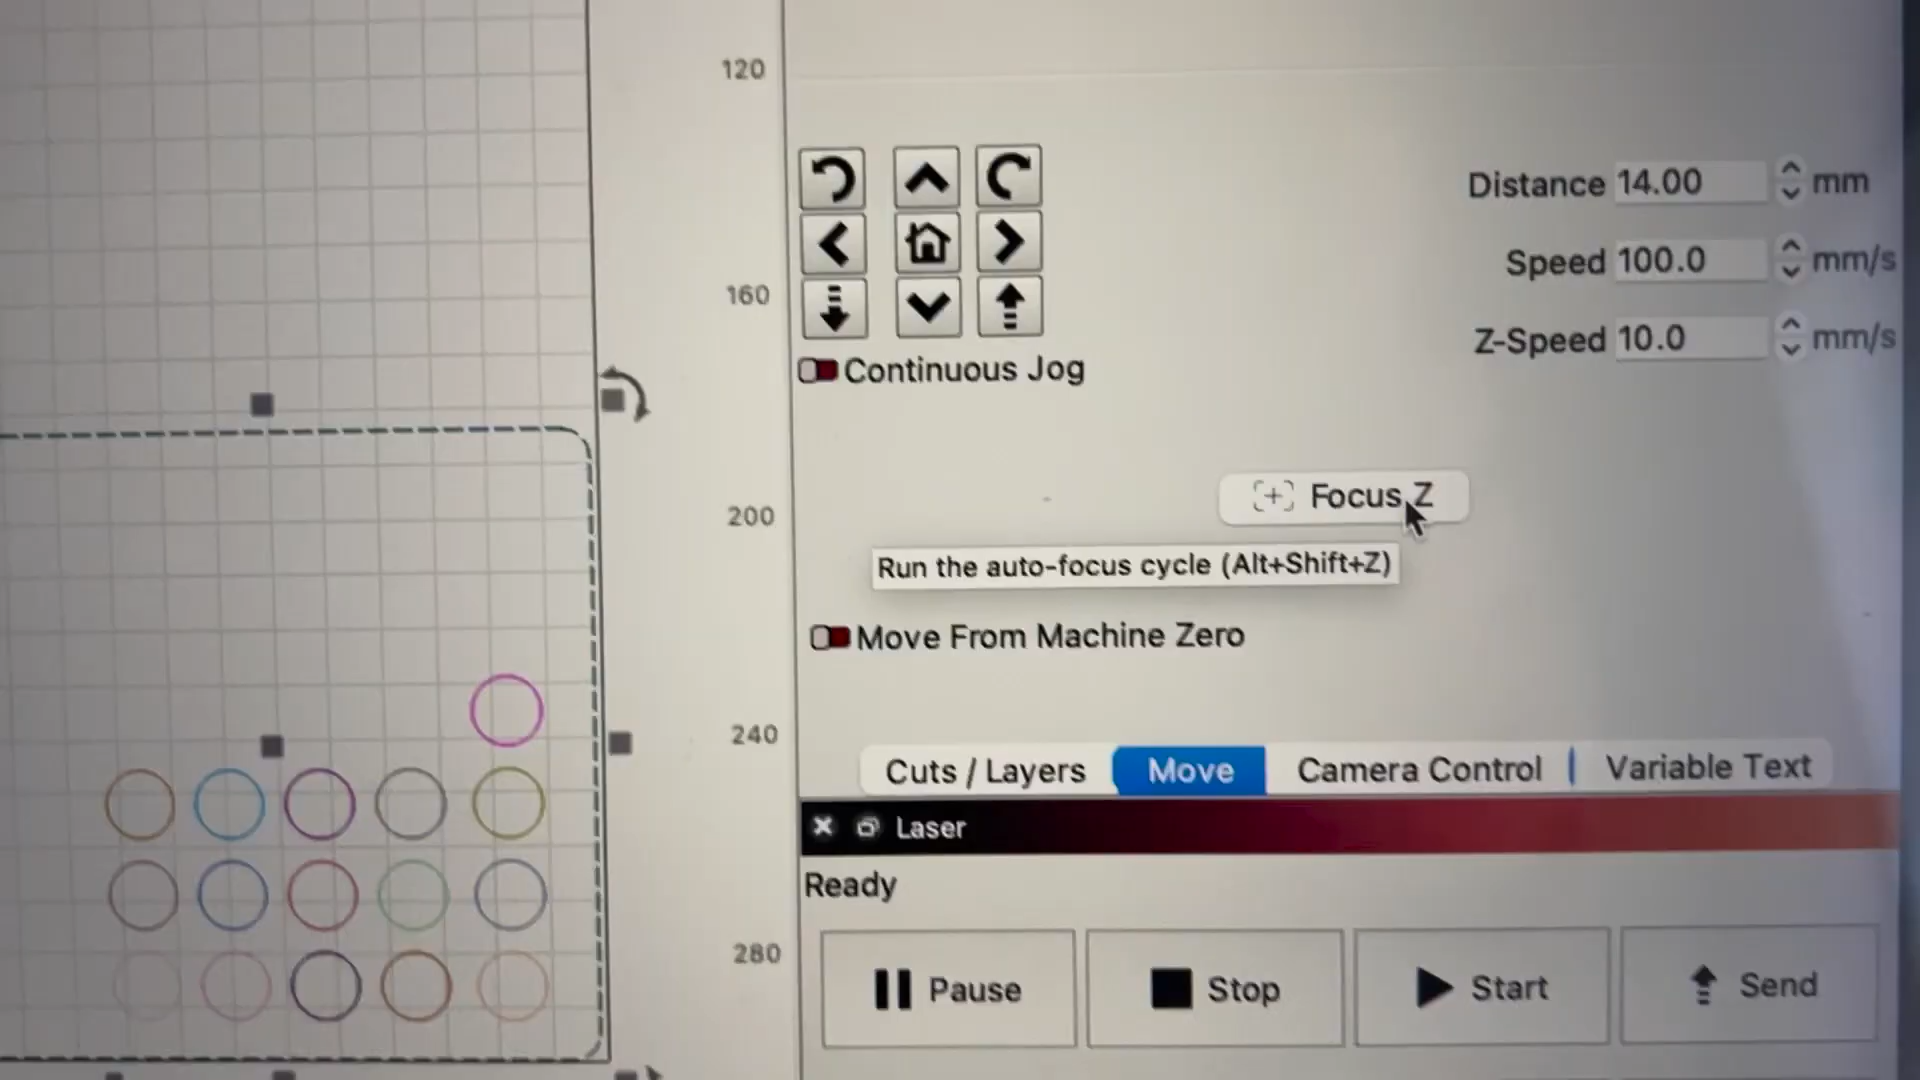 120
Distance 14.00 mm
Speed 100.0 mm/s
160
Z-Speed 10.0 mm/s
Continuous Jog
Focus Z
200
Run the auto-focus cycle (Alt+Shift+Z)
Move From Machine Zero
240
Cuts / Layers Move Camera Control Variable Text
Laser
Ready
280
Pause Stop Start Send